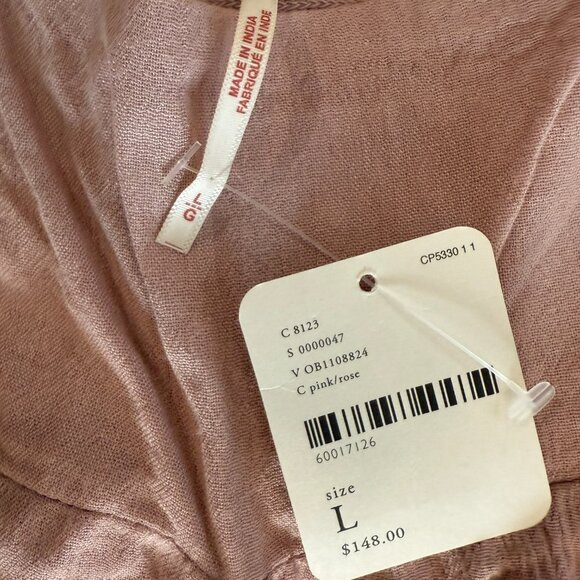 MADE IN INDIA
FABRIQUÉ EN INDE
G/L
CP5330 1 1
C 8123
S 0000047
V OB1108824
C pink/rose
60017126
size
L
$148.00